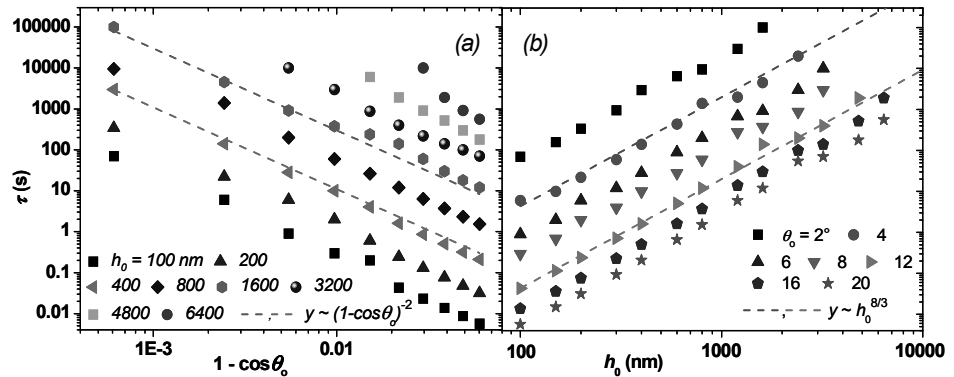 (a)
(b)
100000
10000
1000
100
10
1
0.1
0.01
τ (s)
h₀ = 100 nm 200
400 800 1600 3200
4800 6400 y ~ (1-cosθₒ)⁻²
1E-3 0.01
1 - cosθₒ
θₒ = 2° 4
6 8 12
16 20
y ~ h₀⁸ᐟ³
100 1000 10000
h₀ (nm)